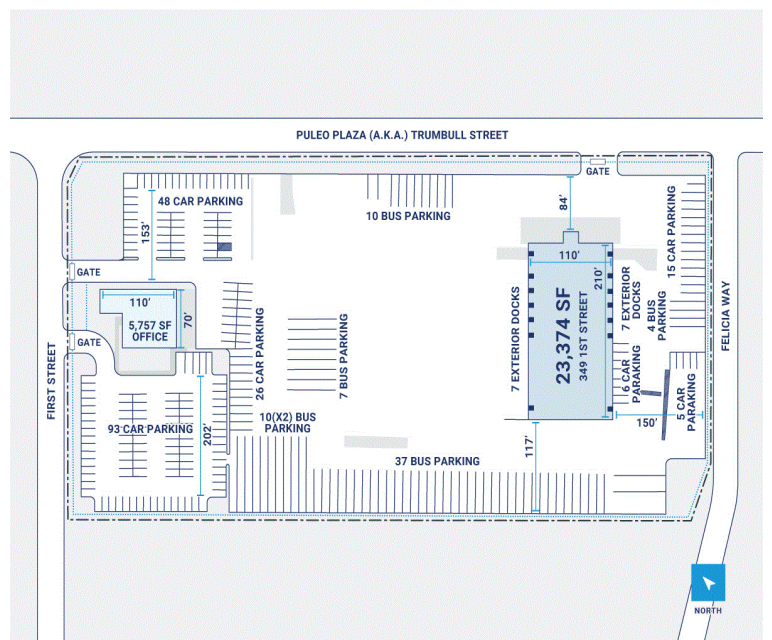 PULEO PLAZA (A.K.A.) TRUMBULL STREET
GATE
48 CAR PARKING
10 BUS PARKING
84'
153'
15 CAR PARKING
GATE
110'
5,757 SF
OFFICE
70'
GATE
110'
210'
23,374 SF
349 1ST STREET
7 EXTERIOR DOCKS
7 EXTERIOR
DOCKS
4 BUS
PARKING
FELICIA WAY
FIRST STREET
26 CAR PARKING
7 BUS PARKING
6 CAR
PARAKING
5 CAR
PARAKING
150'
93 CAR PARKING
202'
10(X2) BUS
PARKING
117'
37 BUS PARKING
NORTH